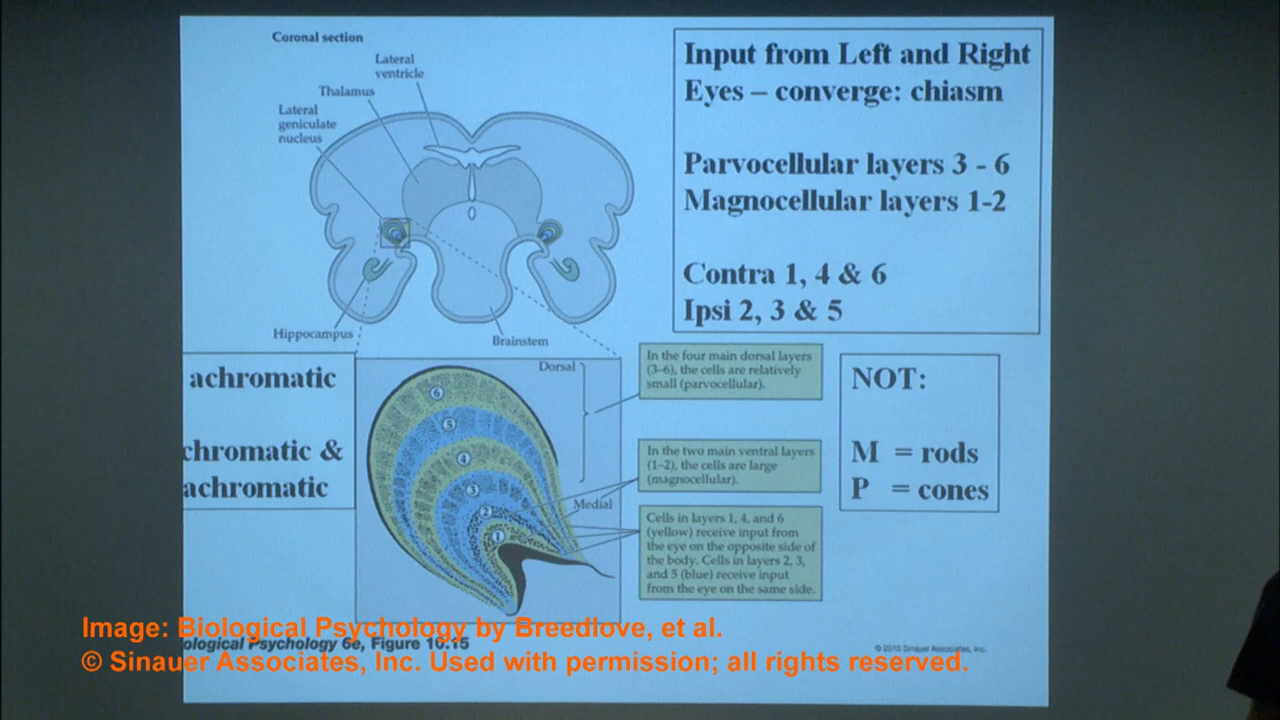 Coronal section
Lateral
ventricle
Thalamus
Lateral
geniculate
nucleus
Hippocampus
Brainstem
Input from Left and Right
Eyes – converge: chiasm
Parvocellular layers 3 - 6
Magnocellular layers 1-2
Contra 1, 4 & 6
Ipsi 2, 3 & 5
achromatic
chromatic &
achromatic
Dorsal
6
5
4
3
2
1
Medial
In the four main dorsal layers
(3–6), the cells are relatively
small (parvocellular).
In the two main ventral layers
(1–2), the cells are large
(magnocellular).
Cells in layers 1, 4, and 6
(yellow) receive input from
the eye on the opposite side of
the body. Cells in layers 2, 3,
and 5 (blue) receive input
from the eye on the same side.
NOT:
M = rods
P = cones
Image: Biological Psychology by Breedlove, et al.
ological Psychology 6e, Figure 10.15
© 2010 Sinauer Associates, Inc.
© Sinauer Associates, Inc. Used with permission; all rights reserved.